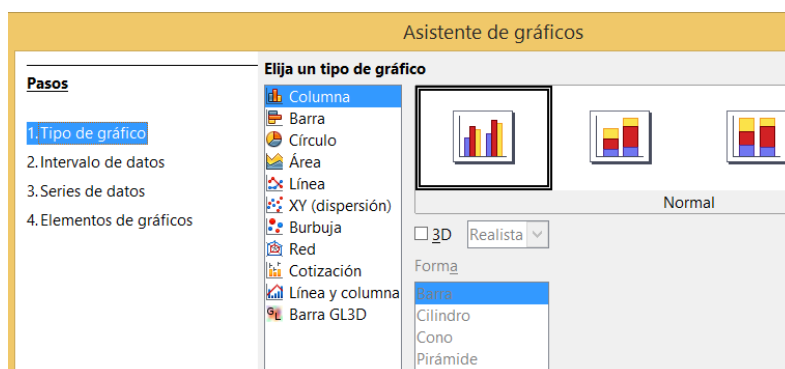 Asistente de gráficos
Pasos
1.Tipo de gráfico
2.Intervalo de datos
3.Series de datos
4.Elementos de gráficos
Elija un tipo de gráfico
Columna
Barra
Círculo
Área
Línea
XY (dispersión)
Burbuja
Red
Cotización
Línea y columna
Barra GL3D
Normal
3D Realista
Forma
Barra
Cilindro
Cono
Pirámide